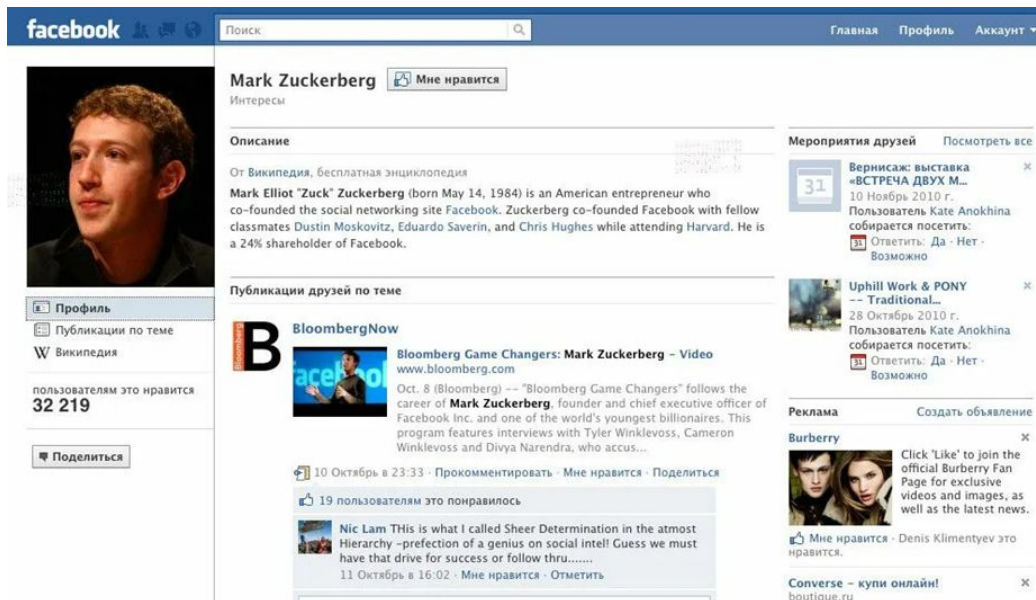 facebook
Поиск
Главная Профиль Аккаунт
Профиль
Публикации по теме
W Википедия
пользователям это нравится
32 219
Поделиться
Mark Zuckerberg
Мне нравится
Интересы
Описание
От Википедия, бесплатная энциклопедия
Mark Elliot "Zuck" Zuckerberg (born May 14, 1984) is an American entrepreneur who
co-founded the social networking site Facebook. Zuckerberg co-founded Facebook with fellow
classmates Dustin Moskovitz, Eduardo Saverin, and Chris Hughes while attending Harvard. He is
a 24% shareholder of Facebook.
Публикации друзей по теме
Bloomberg
B
BloombergNow
facebook
Bloomberg Game Changers: Mark Zuckerberg – Video
www.bloomberg.com
Oct. 8 (Bloomberg) -- "Bloomberg Game Changers" follows the
career of Mark Zuckerberg, founder and chief executive officer of
Facebook Inc. and one of the world's youngest billionaires. This
program features interviews with Tyler Winklevoss, Cameron
Winklevoss and Divya Narendra, who accus...
10 Октябрь в 23:33 · Прокомментировать · Мне нравится · Поделиться
19 пользователям это понравилось
Nic Lam THis is what I called Sheer Determination in the atmost
Hierarchy -prefection of a genius on social intel! Guess we must
have that drive for success or follow thru.......
11 Октябрь в 16:02 · Мне нравится · Отметить
Мероприятия друзей Посмотреть все
31
Вернисаж: выставка
«ВСТРЕЧА ДВУХ М...
10 Ноябрь 2010 г.
Пользователь Kate Anokhina
собирается посетить:
31 Ответить: Да · Нет ·
Возможно
Uphill Work & PONY
-- Traditional...
28 Октябрь 2010 г.
Пользователь Kate Anokhina
собирается посетить:
31 Ответить: Да · Нет ·
Возможно
Реклама Создать объявление
Burberry
Click 'Like' to join the
official Burberry Fan
Page for exclusive
videos and images, as
well as the latest news.
Мне нравится · Denis Klimentyev это
нравится.
Converse – купи онлайн!
boutique.ru